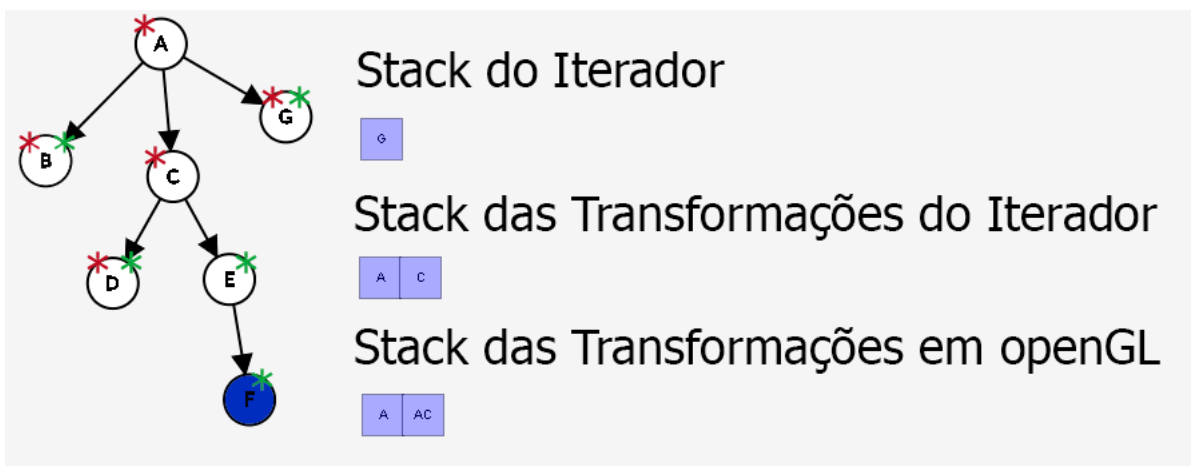 A
Stack do Iterador
G
B
G
C
Stack das Transformações do Iterador
D
E
A C
Stack das Transformações em openGL
F
A AC